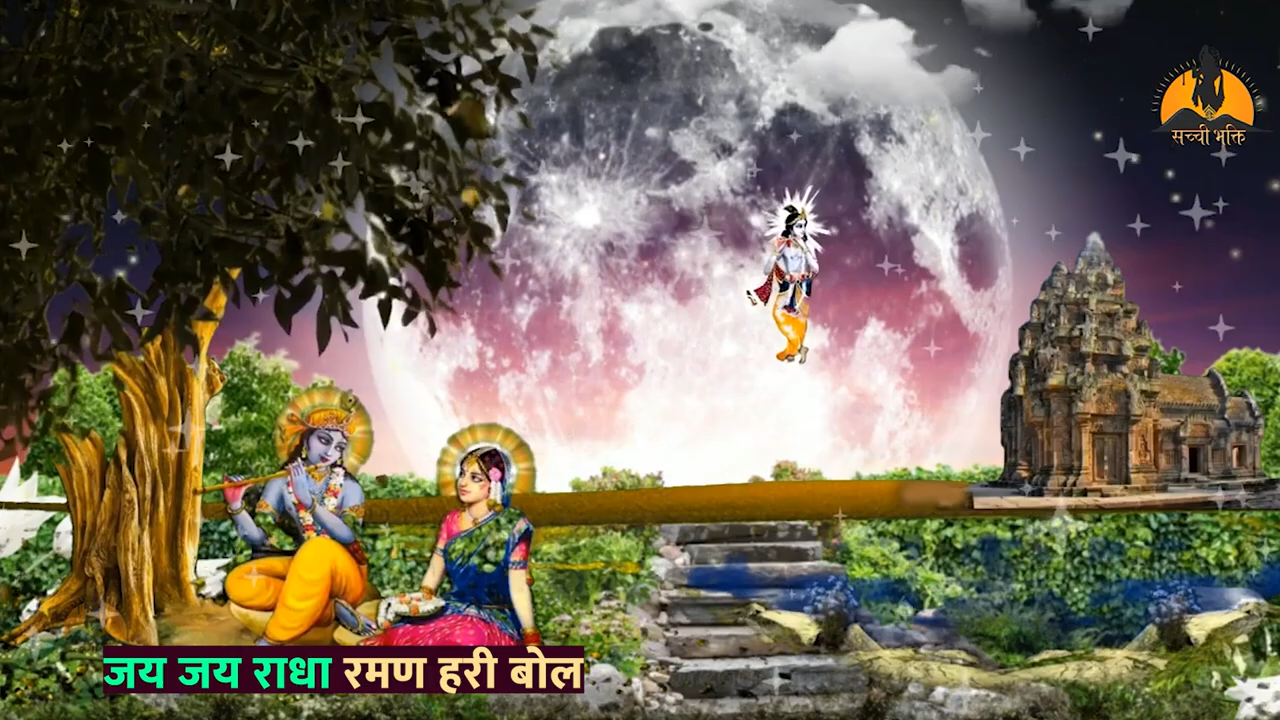 सच्ची भक्ति
जय जय राधा रमण हरी बोल